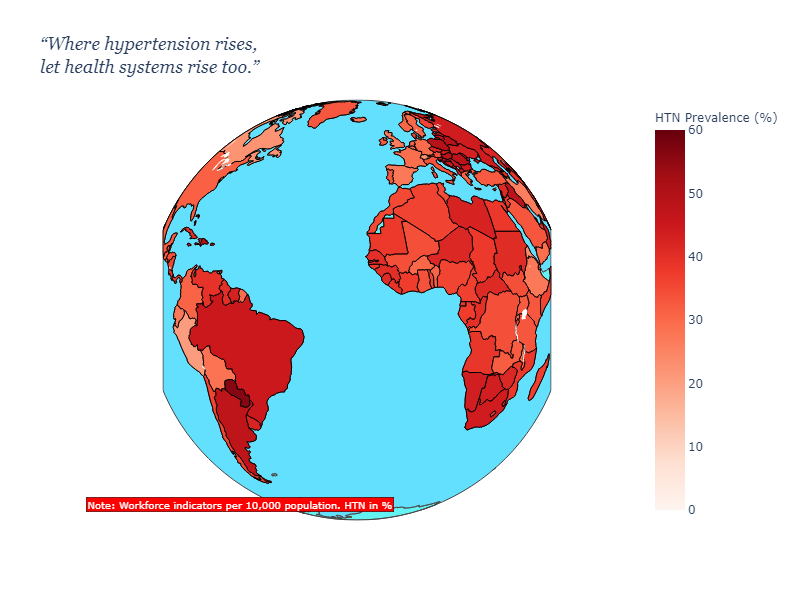 “Where hypertension rises,
let health systems rise too.”
HTN Prevalence (%)
60
50
40
30
20
10
0
Note: Workforce indicators per 10,000 population. HTN in %